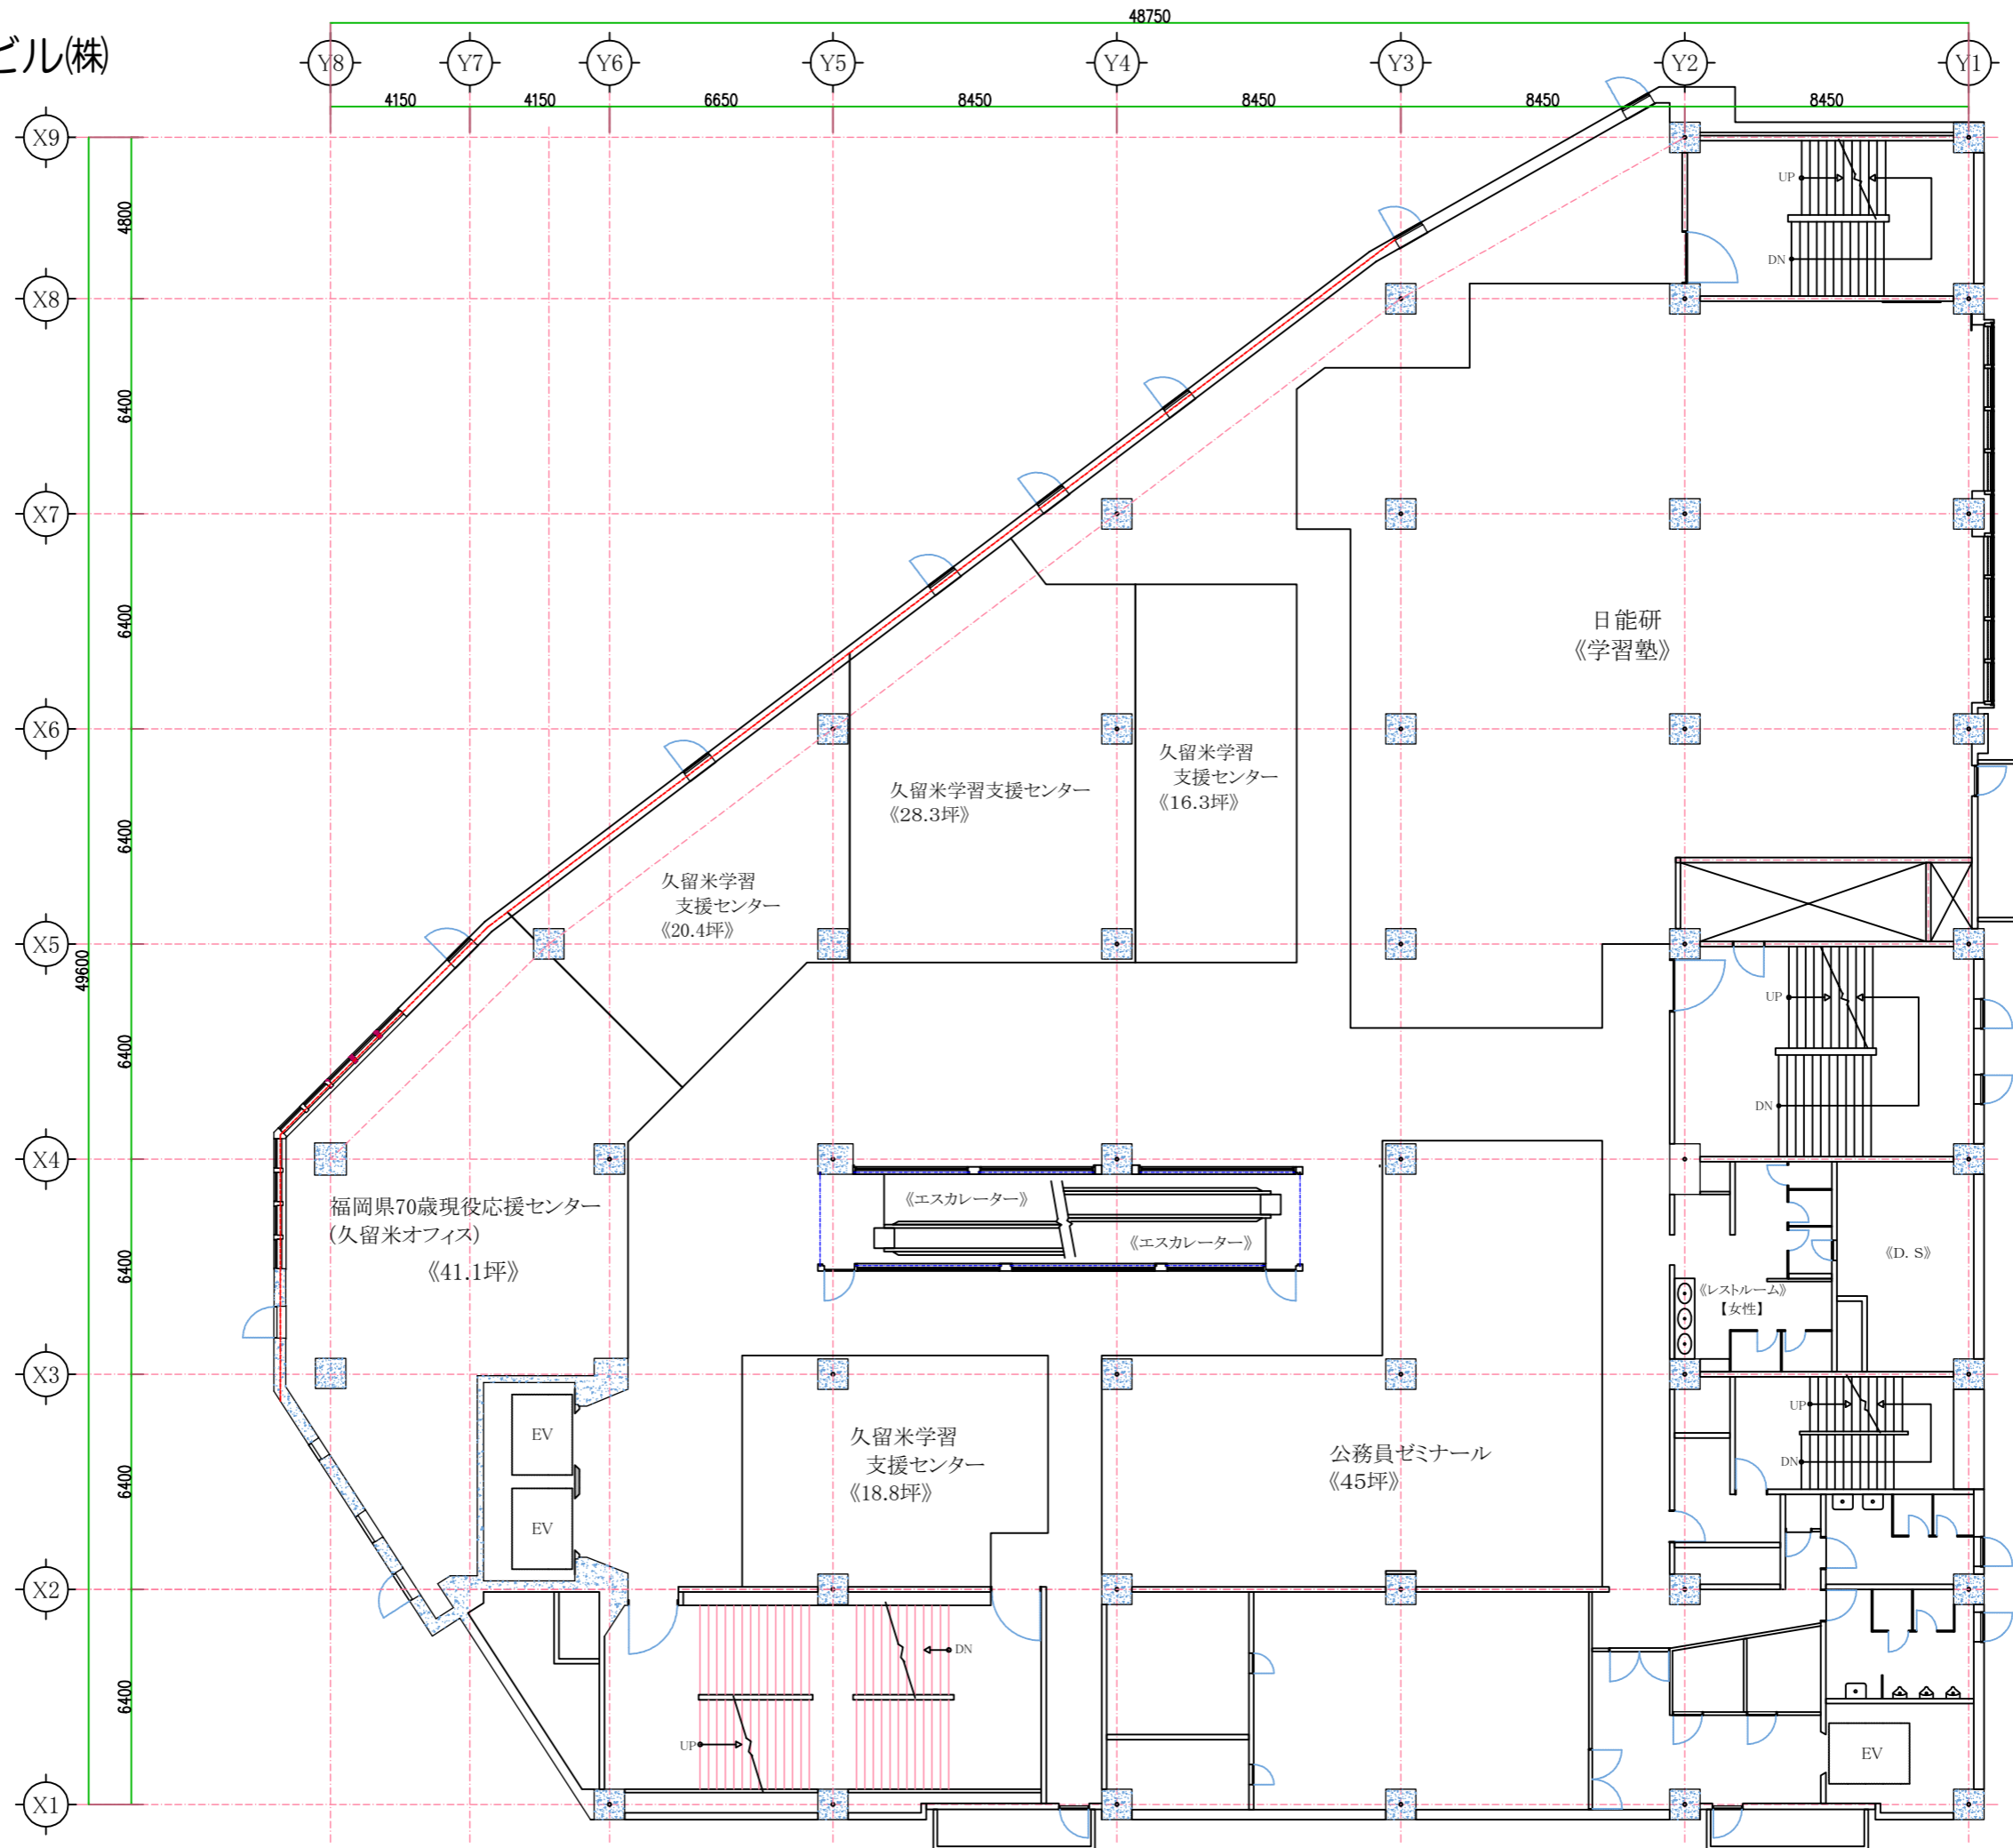 ビル(株)
48750
Y8 Y7 Y6 Y5 Y4 Y3 Y2 Y1
4150 4150 6650 8450 8450 8450 8450
X9
4800
X8
6400
X7
6400
X6
6400
X5
49600
6400
X4
6400
X3
6400
X2
6400
X1
UP
DN
日能研
《学習塾》
久留米学習
支援センター
《16.3坪》
久留米学習支援センター
《28.3坪》
久留米学習
支援センター
《20.4坪》
UP
DN
福岡県70歳現役応援センター
(久留米オフィス)
《41.1坪》
《エスカレーター》
《エスカレーター》
《D. S》
《レストルーム》
【女性】
EV
EV
久留米学習
支援センター
《18.8坪》
公務員ゼミナール
《45坪》
UP
DN
DN
UP
EV